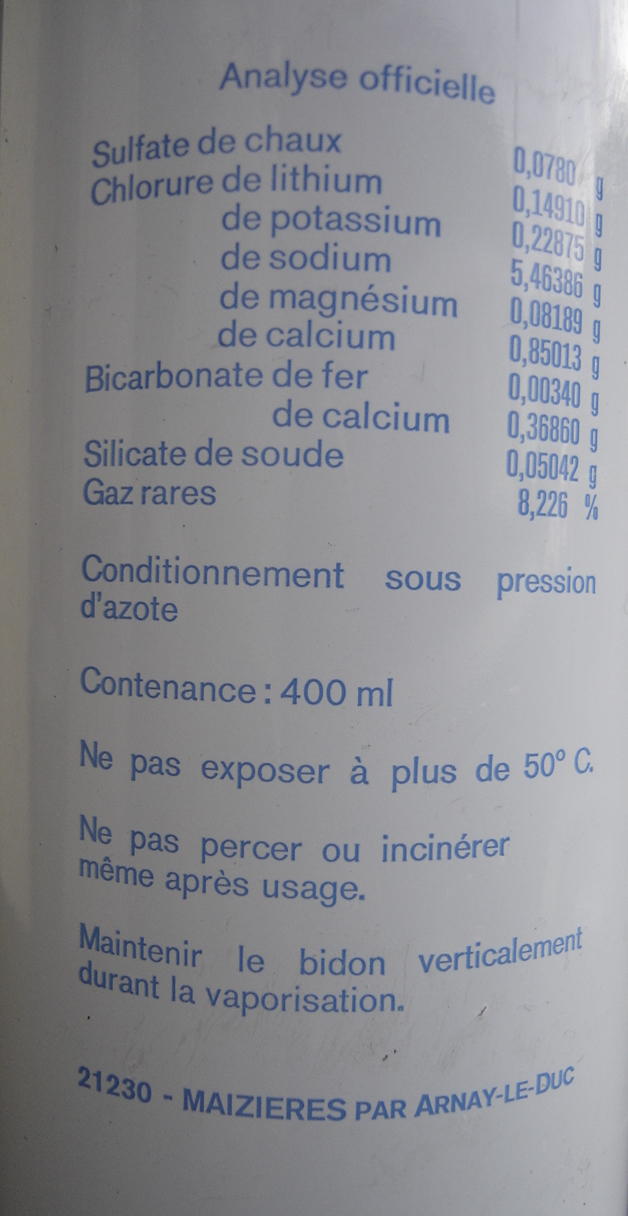 Analyse officielle
Sulfate de chaux 0,0780 g
Chlorure de lithium 0,14910 g
de potassium 0,22875 g
de sodium 5,46386 g
de magnésium 0,08189 g
de calcium 0,85013 g
Bicarbonate de fer 0,00340 g
de calcium 0,36860 g
Silicate de soude 0,05042 g
Gaz rares 8,226 %
Conditionnement sous pression
d'azote
Contenance : 400 ml
Ne pas exposer à plus de 50° C.
Ne pas percer ou incinérer
même après usage.
Maintenir le bidon verticalement
durant la vaporisation.
21230 - MAIZIERES PAR ARNAY-LE-DUC